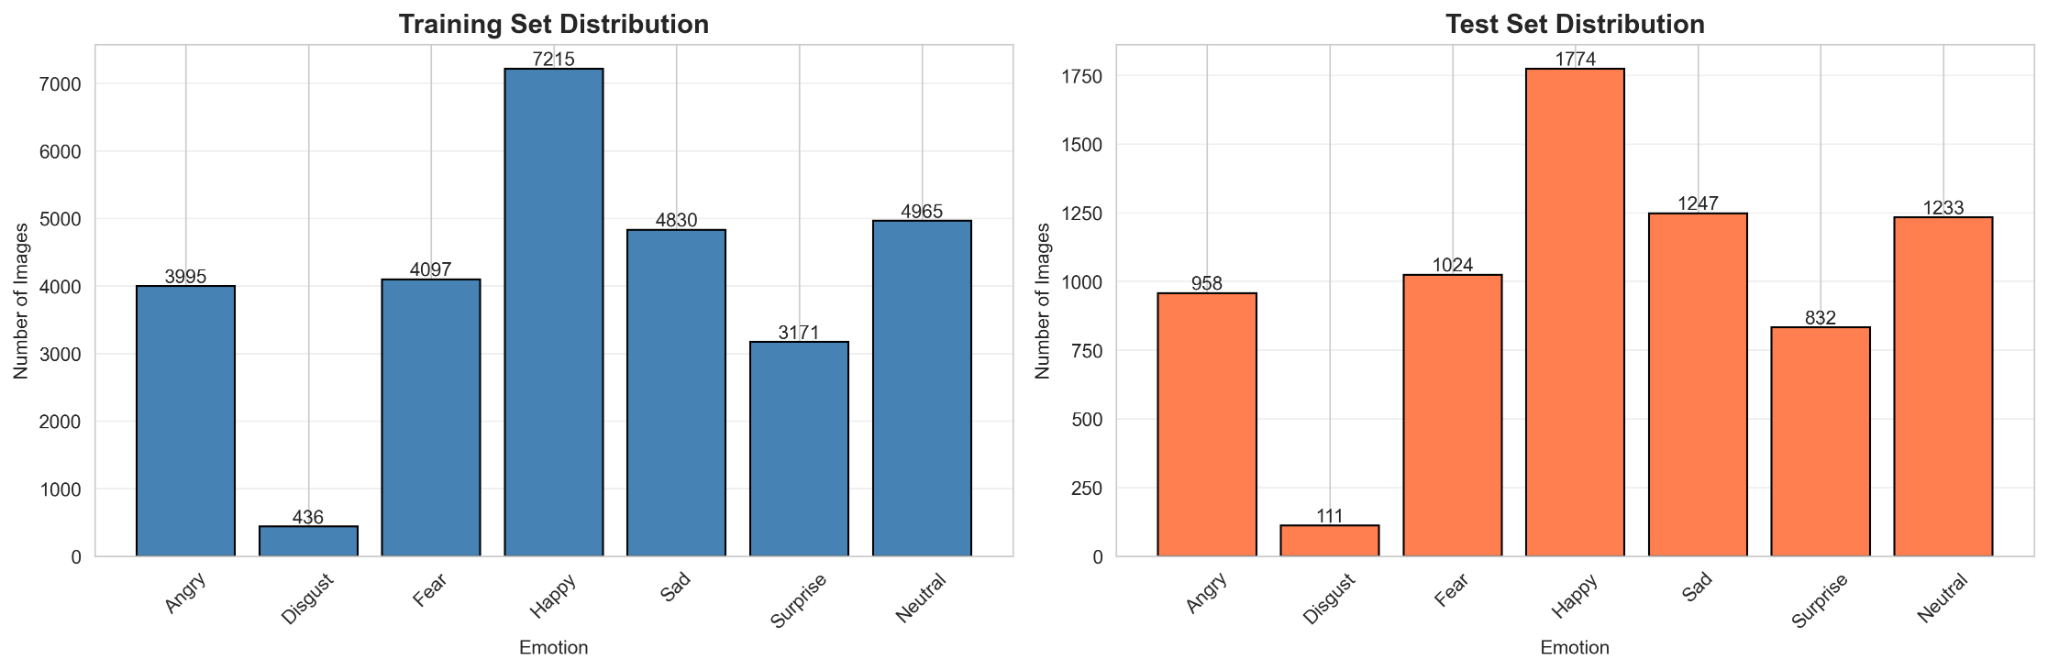 Training Set Distribution
Number of Images
7000
6000
5000
4000
3000
2000
1000
0
3995
436
4097
7215
4830
3171
4965
Angry
Disgust
Fear
Happy
Sad
Surprise
Neutral
Emotion
Test Set Distribution
Number of Images
1750
1500
1250
1000
750
500
250
0
958
111
1024
1774
1247
832
1233
Angry
Disgust
Fear
Happy
Sad
Surprise
Neutral
Emotion